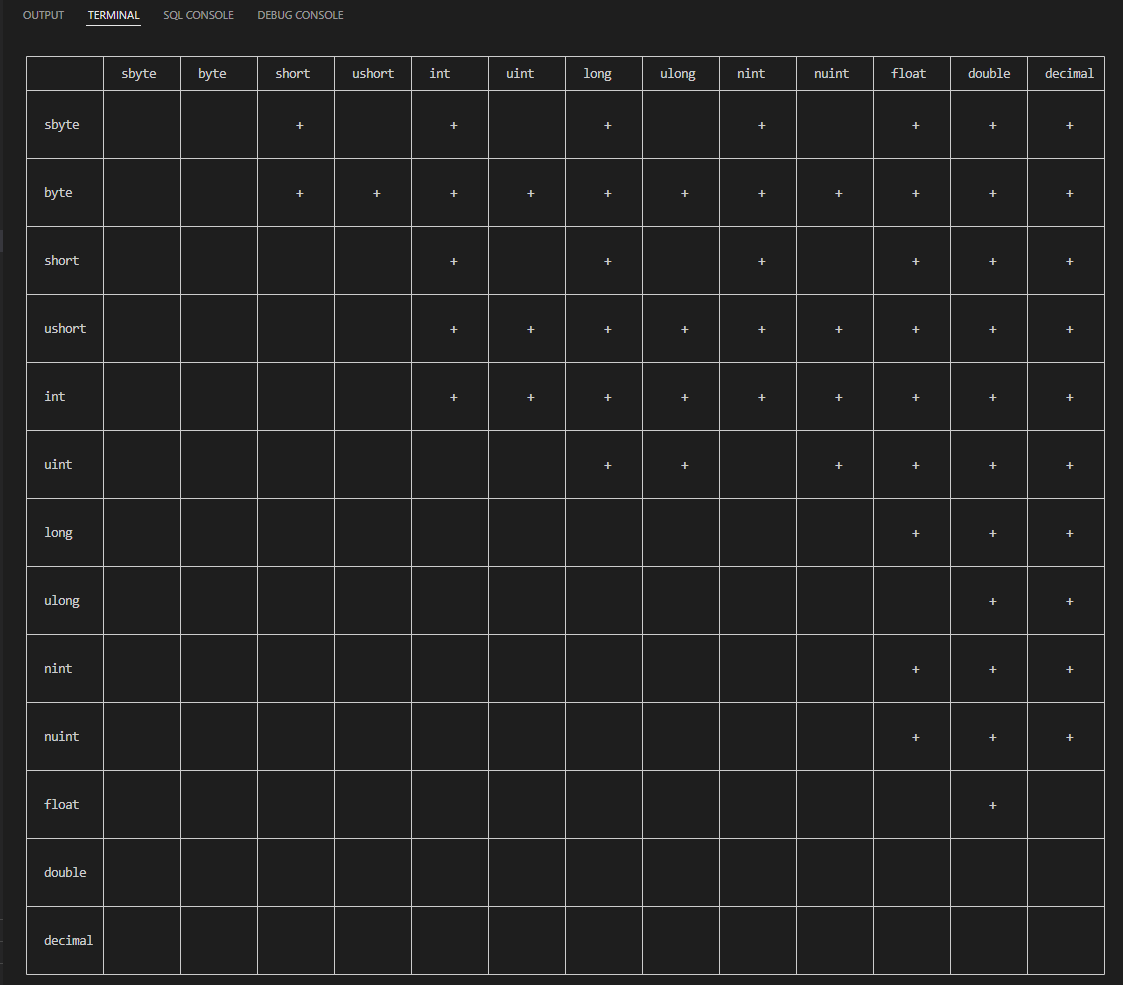 OUTPUT TERMINAL SQL CONSOLE DEBUG CONSOLE
sbyte byte short ushort int uint long ulong nint nuint float double decimal
sbyte + + + + + + +
byte + + + + + + + + + + +
short + + + + + +
ushort + + + + + + + + +
int + + + + + + + + +
uint + + + + + +
long + + +
ulong + +
nint + + +
nuint + + +
float +
double
decimal